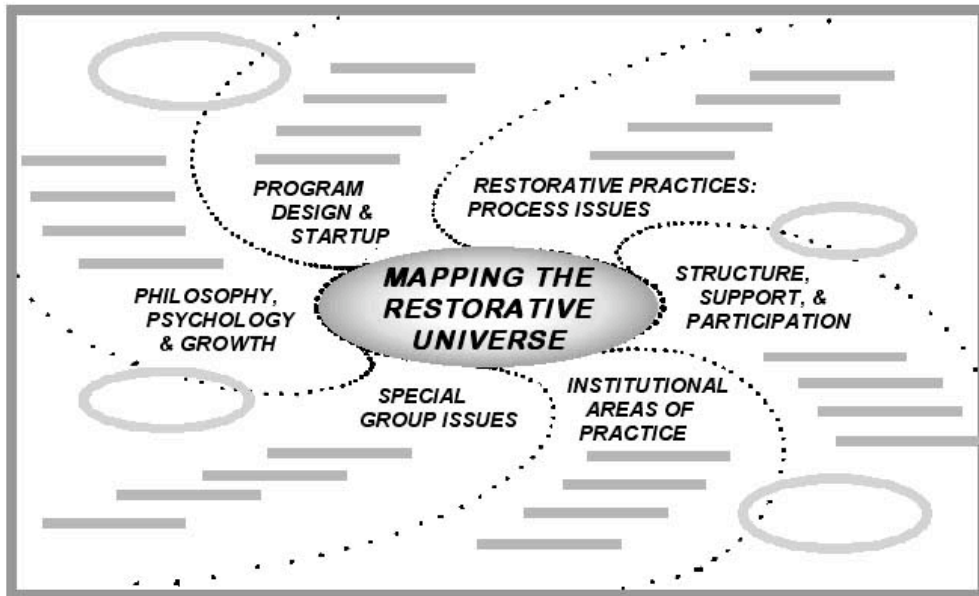 PROGRAM
DESIGN &
STARTUP
RESTORATIVE PRACTICES:
PROCESS ISSUES
MAPPING THE
RESTORATIVE
UNIVERSE
STRUCTURE,
SUPPORT, &
PARTICIPATION
PHILOSOPHY,
PSYCHOLOGY
& GROWTH
SPECIAL
GROUP ISSUES
INSTITUTIONAL
AREAS OF
PRACTICE